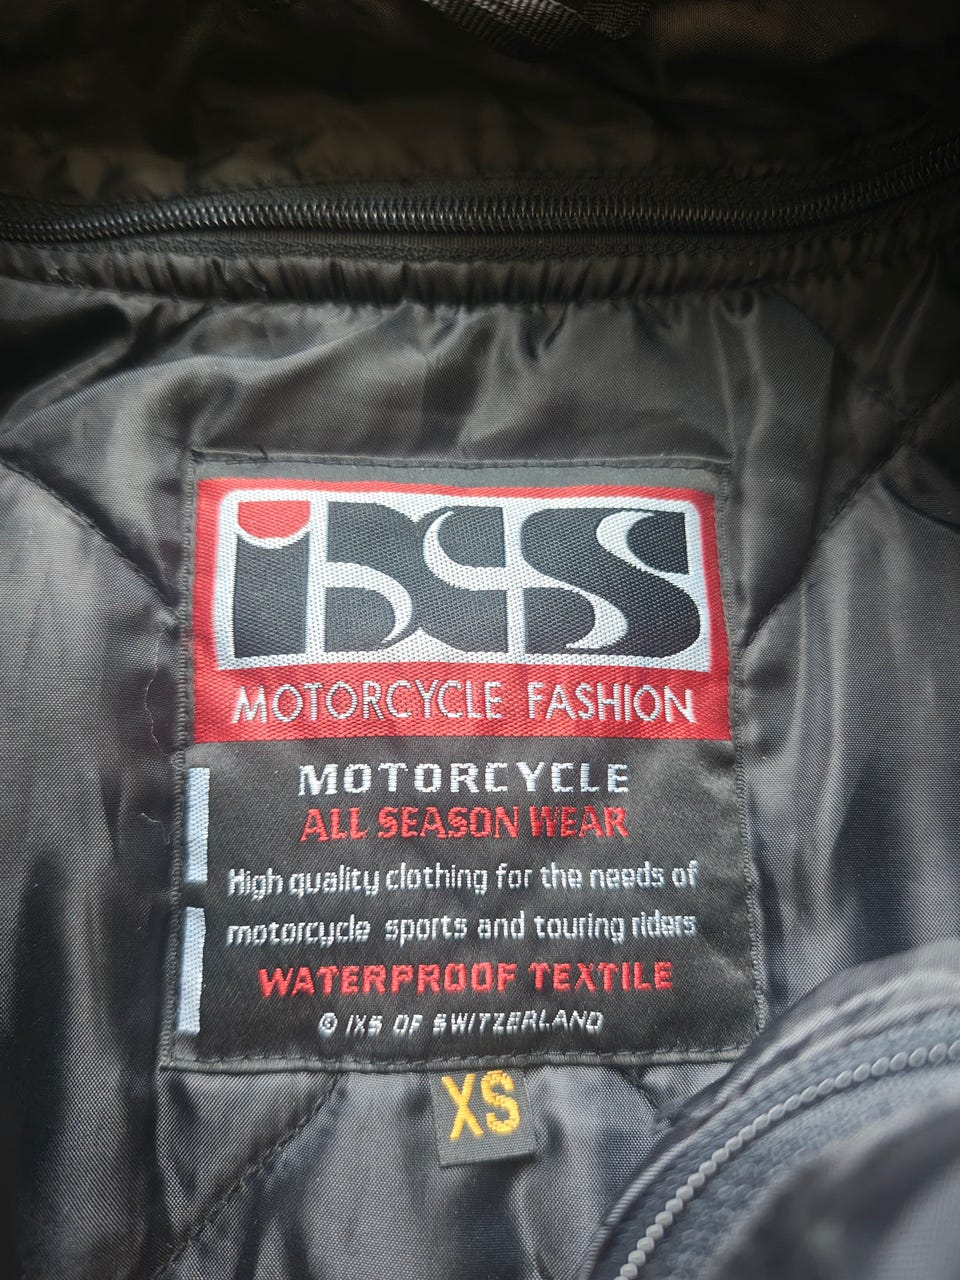 iXS
MOTORCYCLE FASHION
MOTORCYCLE
ALL SEASON WEAR
High quality clothing for the needs of
motorcycle sports and touring riders
WATERPROOF TEXTILE
© iXS OF SWITZERLAND
XS